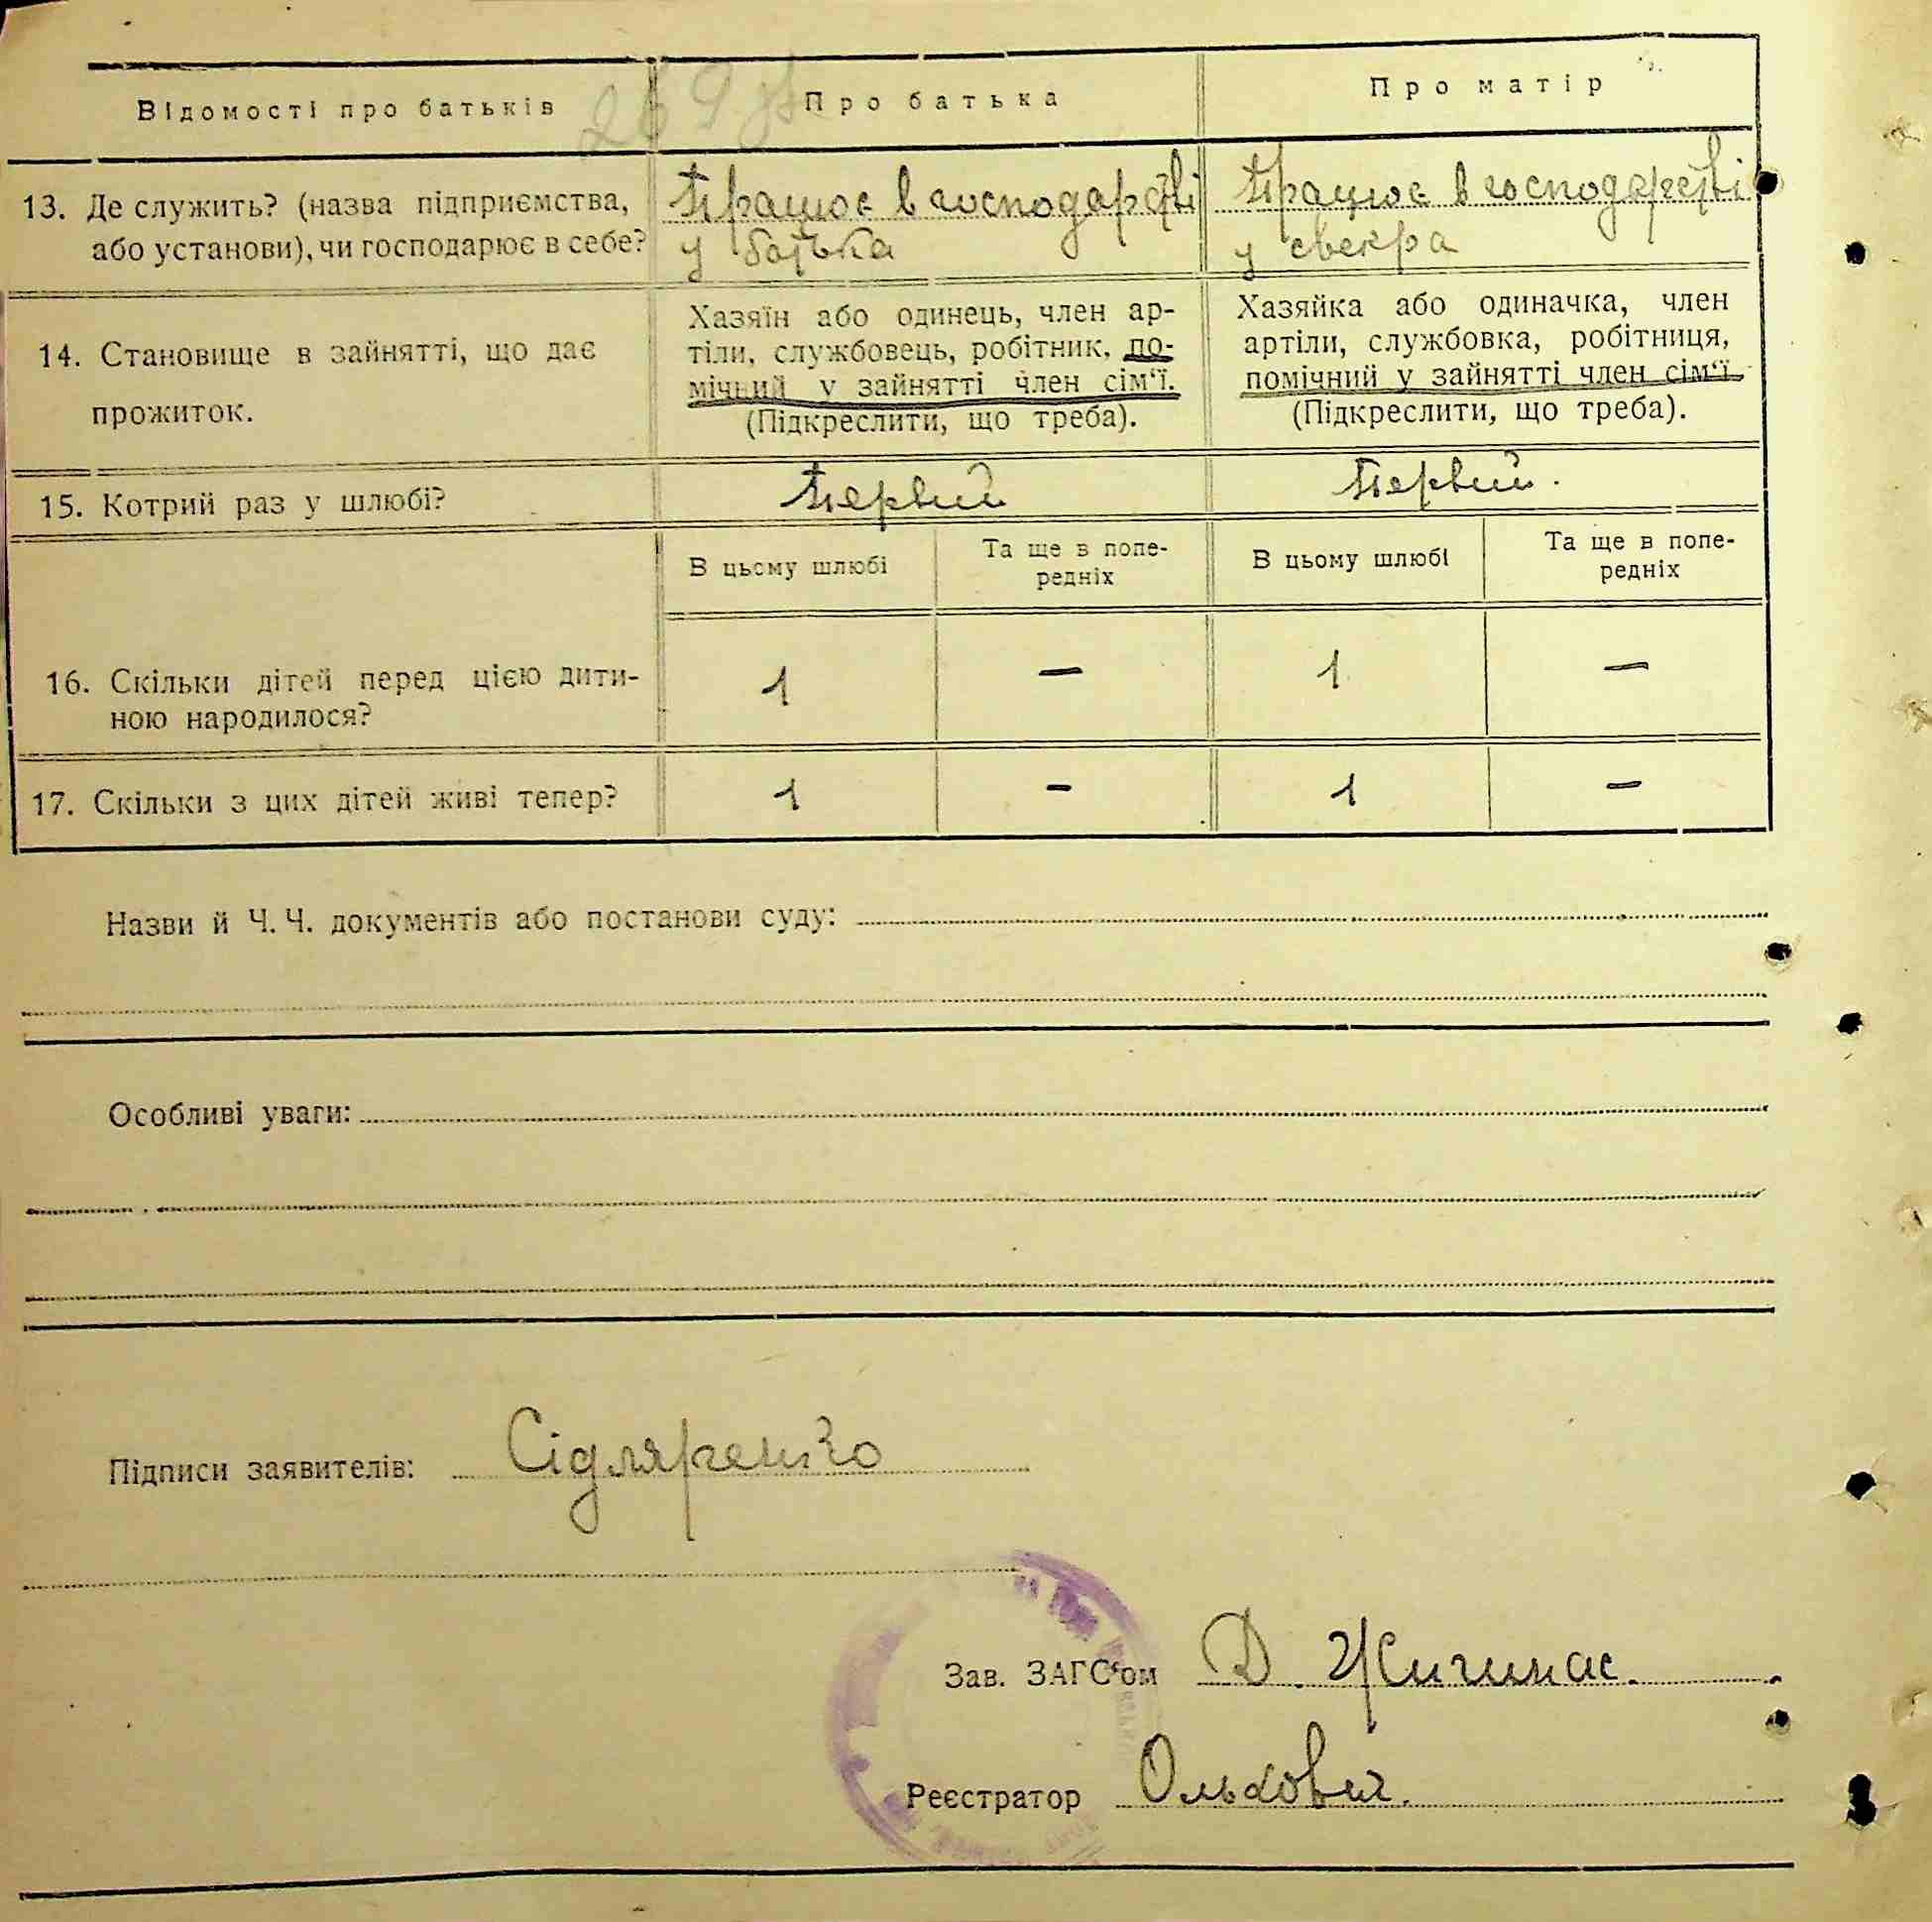 Відомості про батьків Про батька Про матір
269
13. Де служить? (назва підприємства, або установи), чи господарює в себе?
Працює в господарстві
у батька
Працює в господарстві
у свекра
14. Становище в зайнятті, що дає
прожиток.
Хазяїн або одинець, член ар-
тіли, службовець, робітник, по-
мічний у зайнятті член сім'ї.
(Підкреслити, що треба).
Хазяйка або одиначка, член
артіли, службовка, робітниця,
помічний у зайнятті член сім'ї.
(Підкреслити, що треба).
15. Котрий раз у шлюбі? Первий Первий.
В цьому шлюбі Та ще в попе-
редніх В цьому шлюбі Та ще в попе-
редніх
16. Скільки дітей перед цією дити-
ною народилося? 1 — 1 —
17. Скільки з цих дітей живі тепер? 1 — 1 —
Назви й Ч. Ч. документів або постанови суду:
Особливі уваги:
Підписи заявителів: Сідляренко
Зав. ЗАГС'ом Д.
Реєстратор